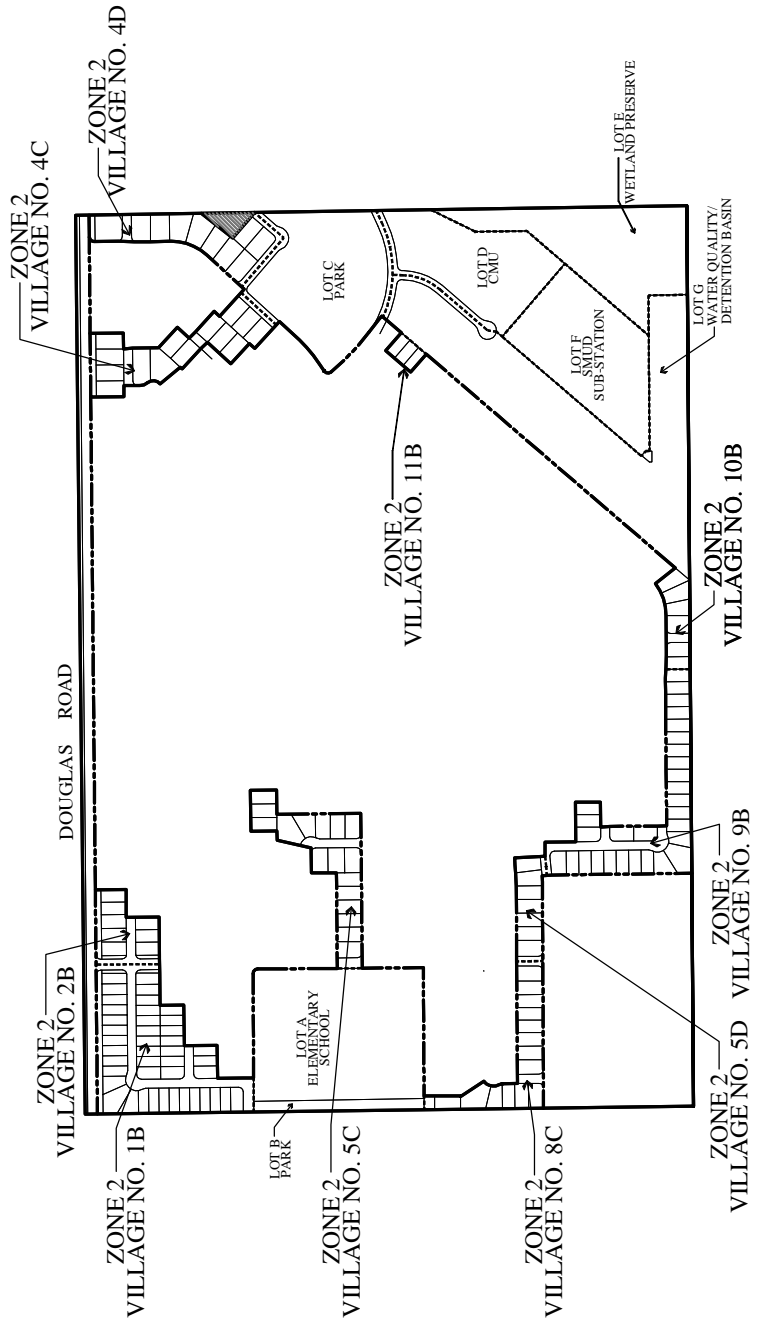 DOUGLAS ROAD
ZONE 2
VILLAGE NO. 1B
ZONE 2
VILLAGE NO. 2B
ZONE 2
VILLAGE NO. 4C
ZONE 2
VILLAGE NO. 4D
LOT B
PARK
LOT A
ELEMENTARY
SCHOOL
LOT C
PARK
ZONE 2
VILLAGE NO. 5C
ZONE 2
VILLAGE NO. 11B
LOT D
CMU
LOT F
SMUD
SUB-STATION
LOT E
WETLAND PRESERVE
LOT G
WATER QUALITY/
DETENTION BASIN
ZONE 2
VILLAGE NO. 8C
ZONE 2
VILLAGE NO. 5D
ZONE 2
VILLAGE NO. 9B
ZONE 2
VILLAGE NO. 10B